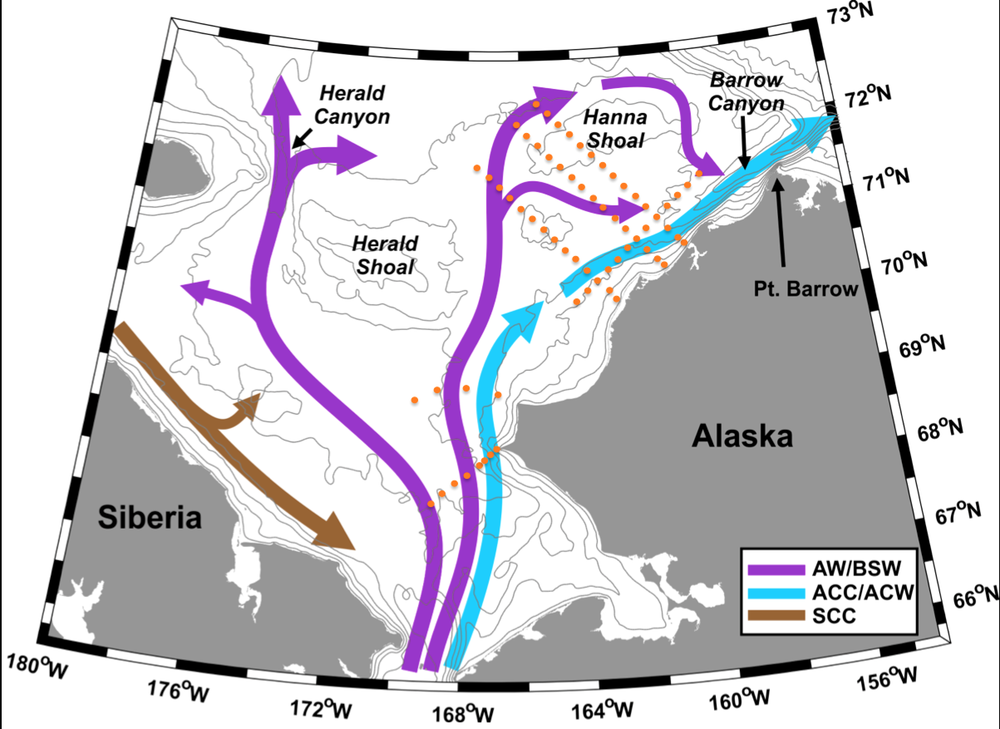 73°N
Barrow
Canyon
Herald
Canyon
72°N
Hanna
Shoal
71°N
Herald
Shoal
70°N
Pt. Barrow
69°N
68°N
Alaska
67°N
Siberia
AW/BSW
ACC/ACW
SCC
66°N
180°W
176°W
172°W
168°W
164°W
160°W
156°W